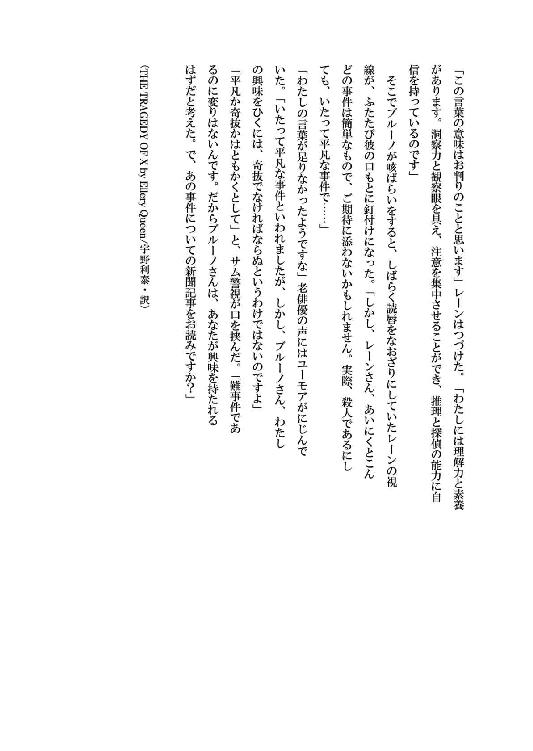 「この言葉の意味はお判りのことと思います」レーンはつづけた。「わたしには理解力と素養
があります。洞察力と観察眼を具え、注意を集中させることができ、推理と探偵の能力に自
信を持っているのです」
そこでブルーノが咳ばらいをすると、しばらく読唇をなおざりにしていたレーンの視
線が、ふたたび彼の口もとに釘付けになった。「しかし、レーンさん、あいにくとこん
どの事件は簡単なもので、ご期待に添わないかもしれません。実際、殺人であるにし
ても、いたって平凡な事件で……」
「わたしの言葉が足りなかったようですな」老俳優の声にはユーモアがにじんで
いた。「いたって平凡な事件といわれましたが、しかし、ブルーノさん、わたし
の興味をひくには、奇抜でなければならぬというわけではないのですよ」
「平凡か奇抜かはともかくとして」と、サム警視が口を挟んだ。「難事件であ
るのに変りはないんです。だからブルーノさんは、あなたが興味を持たれる
はずだと考えた。で、あの事件についての新聞記事をお読みですか?」
(THE TRAGEDY OF X by Ellery Queen/宇野利泰・訳)